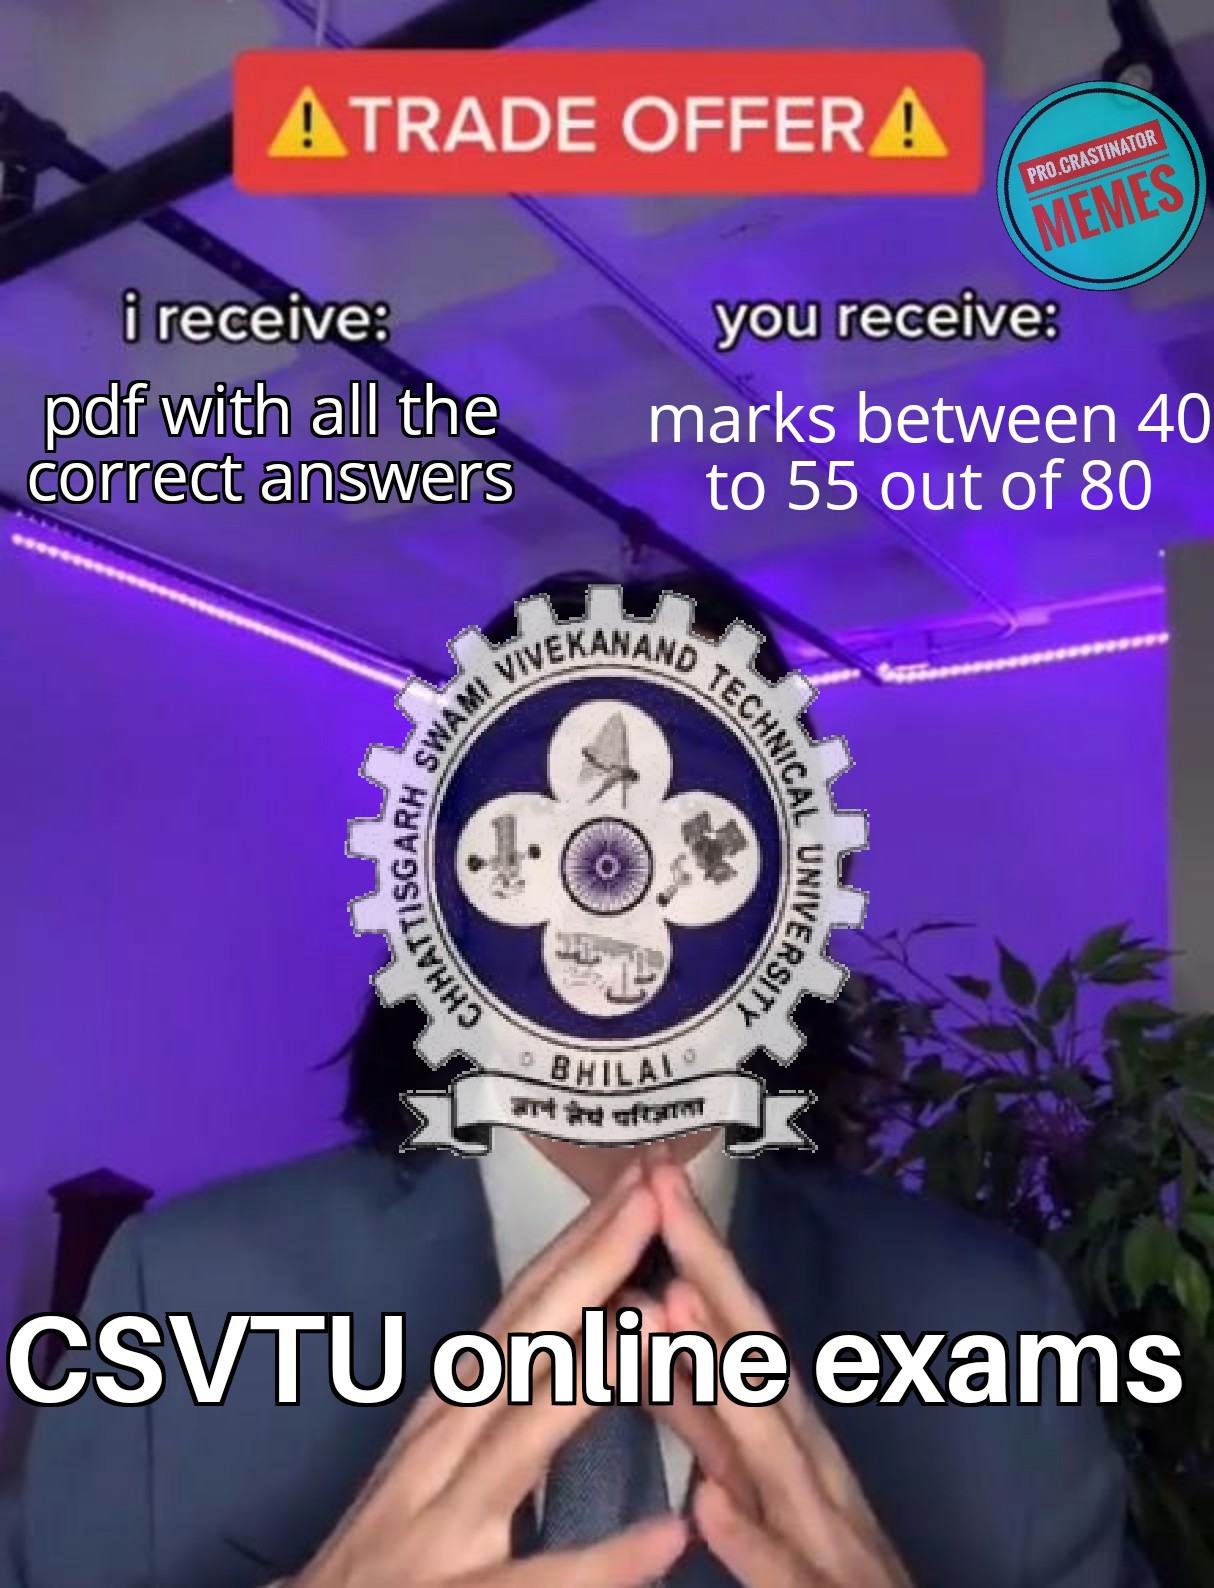 ⚠️TRADE OFFER⚠️
PRO.CRASTINATOR
MEMES
i receive:
you receive:
pdf with all the
correct answers
marks between 40
to 55 out of 80
CHHATTISGARH SWAMI VIVEKANAND TECHNICAL UNIVERSITY
BHILAI
ज्ञानं ज्ञेयं परिज्ञाता
CSVTU online exams